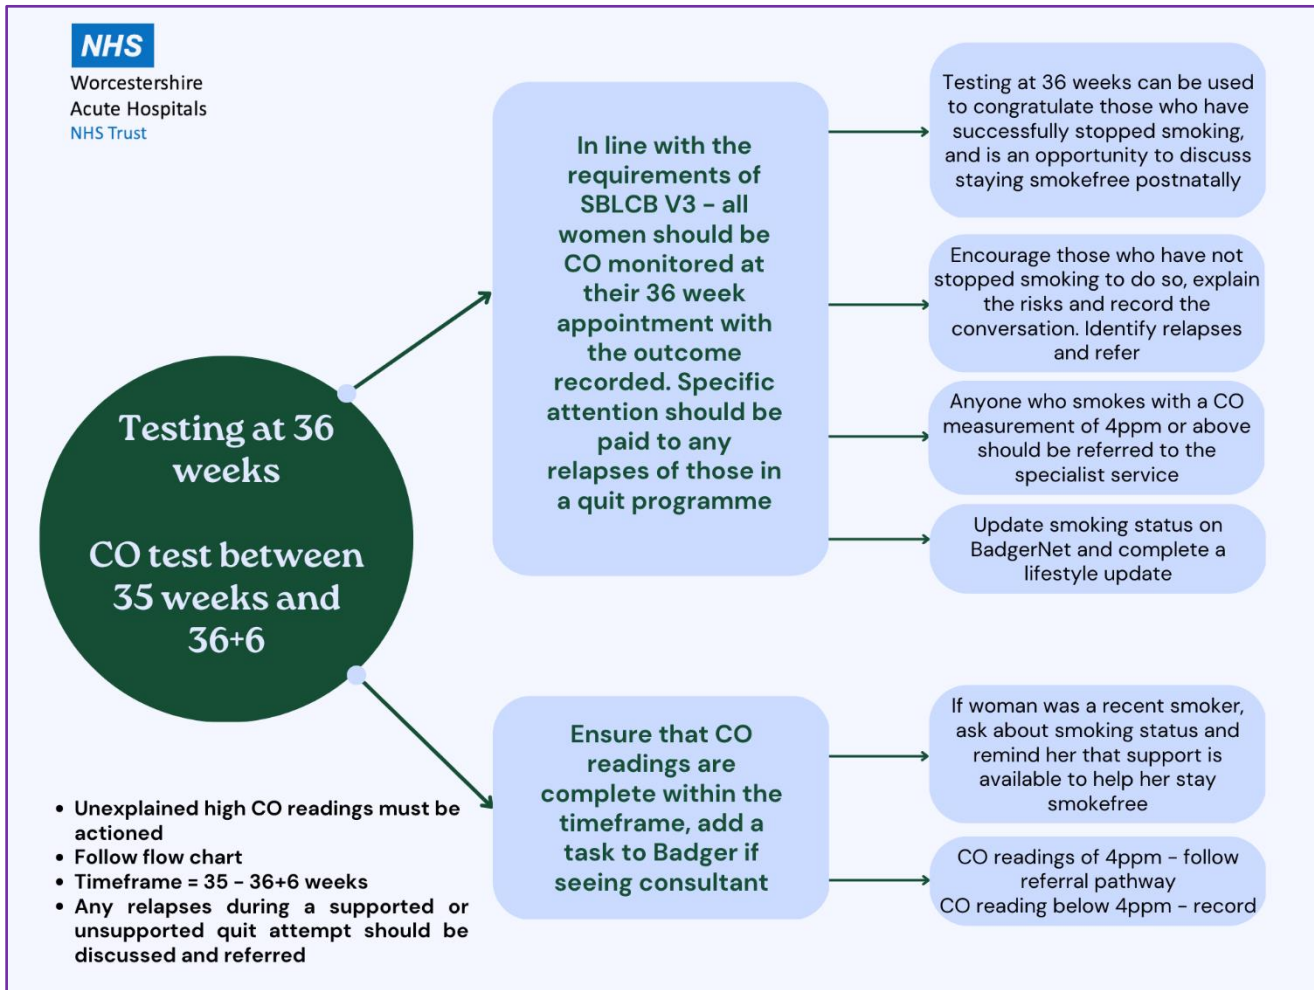 NHS
Worcestershire
Acute Hospitals
NHS Trust
Testing at 36
weeks
CO test between
35 weeks and
36+6
In line with the
requirements of
SBLCB V3 – all
women should be
CO monitored at
their 36 week
appointment with
the outcome
recorded. Specific
attention should be
paid to any
relapses of those in
a quit programme
Testing at 36 weeks can be used
to congratulate those who have
successfully stopped smoking,
and is an opportunity to discuss
staying smokefree postnatally
Encourage those who have not
stopped smoking to do so, explain
the risks and record the
conversation. Identify relapses
and refer
Anyone who smokes with a CO
measurement of 4ppm or above
should be referred to the
specialist service
Update smoking status on
BadgerNet and complete a
lifestyle update
Ensure that CO
readings are
complete within the
timeframe, add a
task to Badger if
seeing consultant
If woman was a recent smoker,
ask about smoking status and
remind her that support is
available to help her stay
smokefree
CO readings of 4ppm – follow
referral pathway
CO reading below 4ppm – record
• Unexplained high CO readings must be
actioned
• Follow flow chart
• Timeframe = 35 – 36+6 weeks
• Any relapses during a supported or
unsupported quit attempt should be
discussed and referred